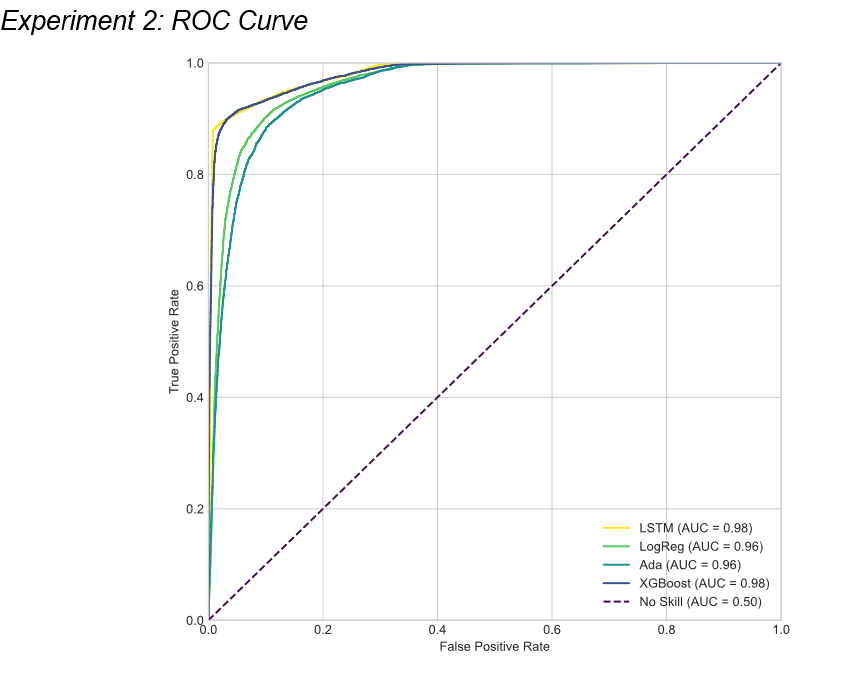 Experiment 2: ROC Curve
1.0
0.8
0.6
0.4
0.2
0.0
True Positive Rate
LSTM (AUC = 0.98)
LogReg (AUC = 0.96)
Ada (AUC = 0.96)
XGBoost (AUC = 0.98)
No Skill (AUC = 0.50)
0.0 0.2 0.4 0.6 0.8 1.0
False Positive Rate